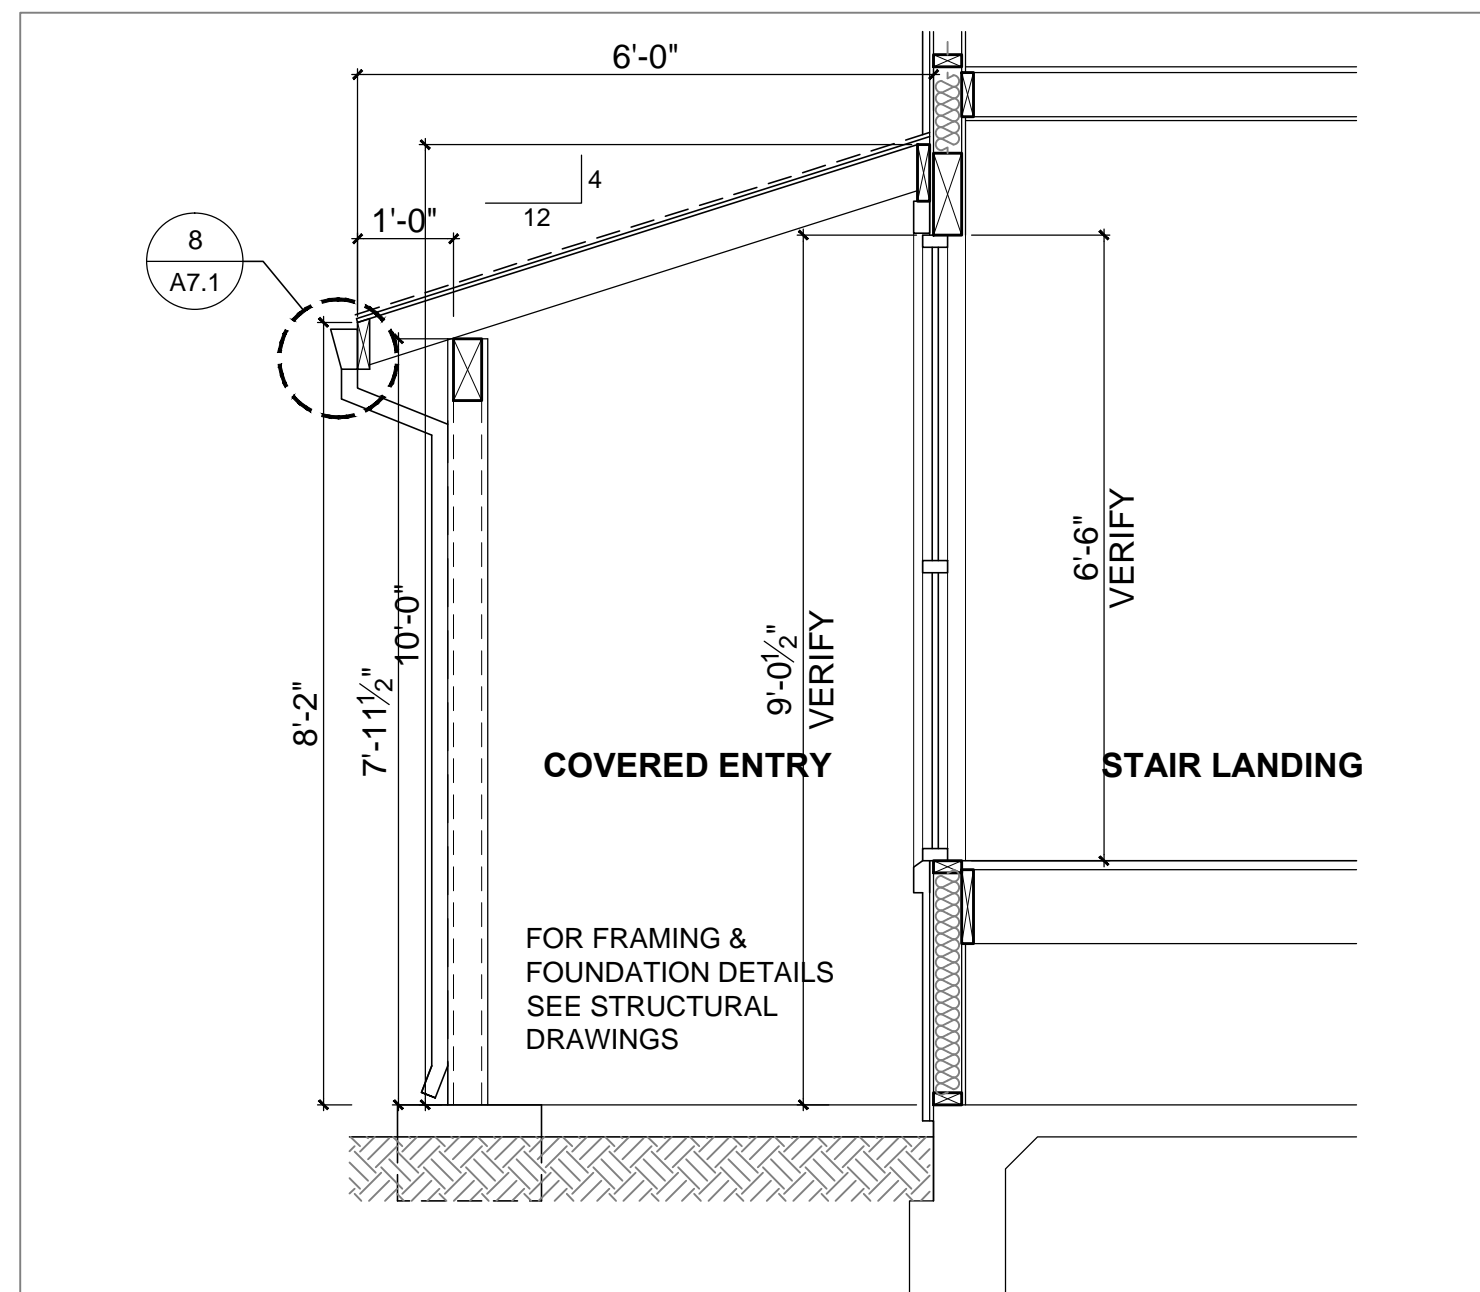 6'-0"
4
12
1'-0"
8
A7.1
6'-6"
VERIFY
10'-0"
9'-0½"
VERIFY
7'-11½"
8'-2"
COVERED ENTRY
STAIR LANDING
FOR FRAMING &
FOUNDATION DETAILS
SEE STRUCTURAL
DRAWINGS